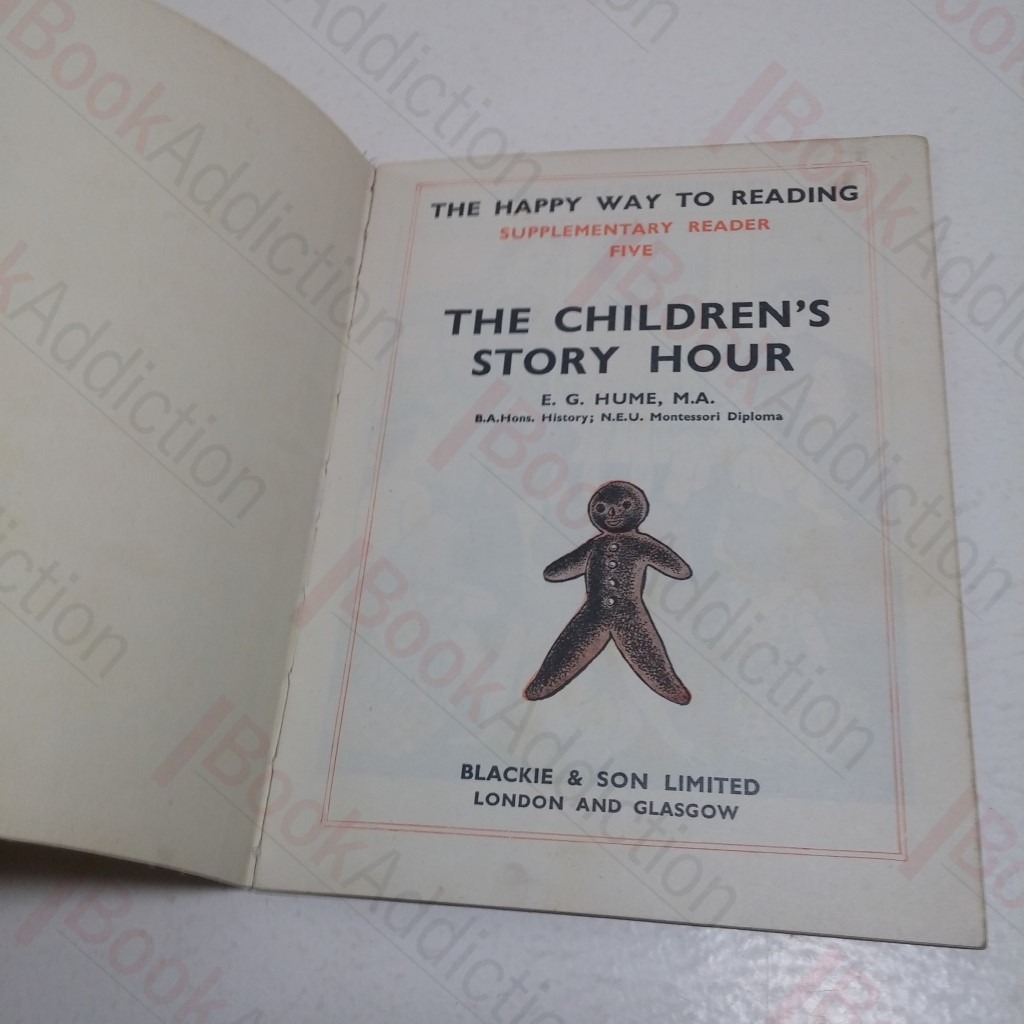 THE HAPPY WAY TO READING
SUPPLEMENTARY READER
FIVE
THE CHILDREN'S
STORY HOUR
E. G. HUME, M.A.
B.A.Hons. History; N.E.U. Montessori Diploma
BLACKIE & SON LIMITED
LONDON AND GLASGOW
BookAddiction